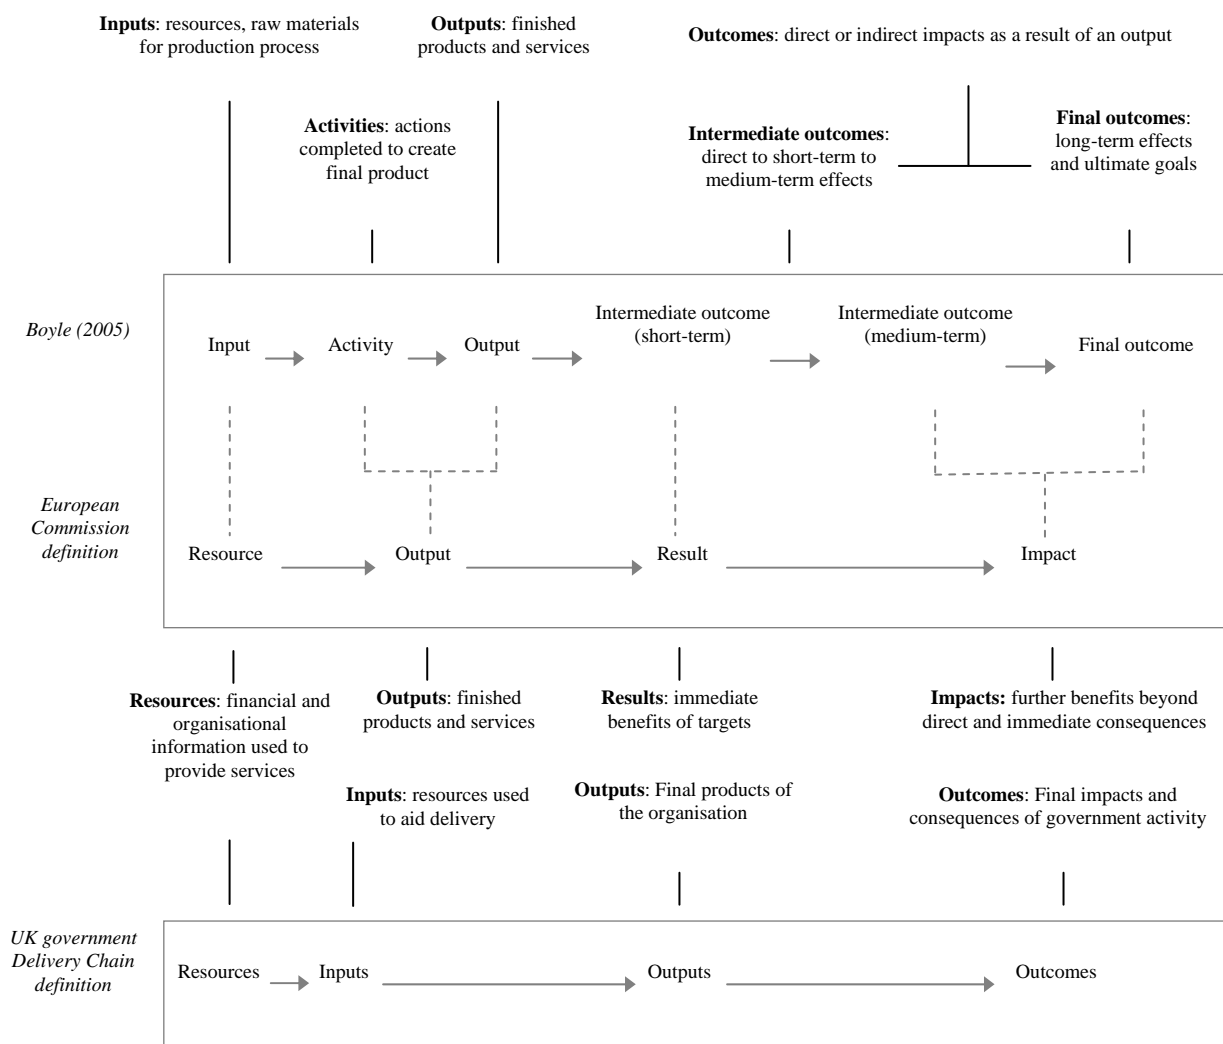 Inputs: resources, raw materials
for production process
Outputs: finished
products and services
Outcomes: direct or indirect impacts as a result of an output
Activities: actions
completed to create
final product
Intermediate outcomes:
direct to short-term to
medium-term effects
Final outcomes:
long-term effects
and ultimate goals
Boyle (2005)
Input
Activity
Output
Intermediate outcome
(short-term)
Intermediate outcome
(medium-term)
Final outcome
European
Commission
definition
Resource
Output
Result
Impact
Resources: financial and
organisational
information used to
provide services
Outputs: finished
products and services
Results: immediate
benefits of targets
Impacts: further benefits beyond
direct and immediate consequences
Inputs: resources used
to aid delivery
Outputs: Final products of
the organisation
Outcomes: Final impacts and
consequences of government activity
UK government
Delivery Chain
definition
Resources
Inputs
Outputs
Outcomes